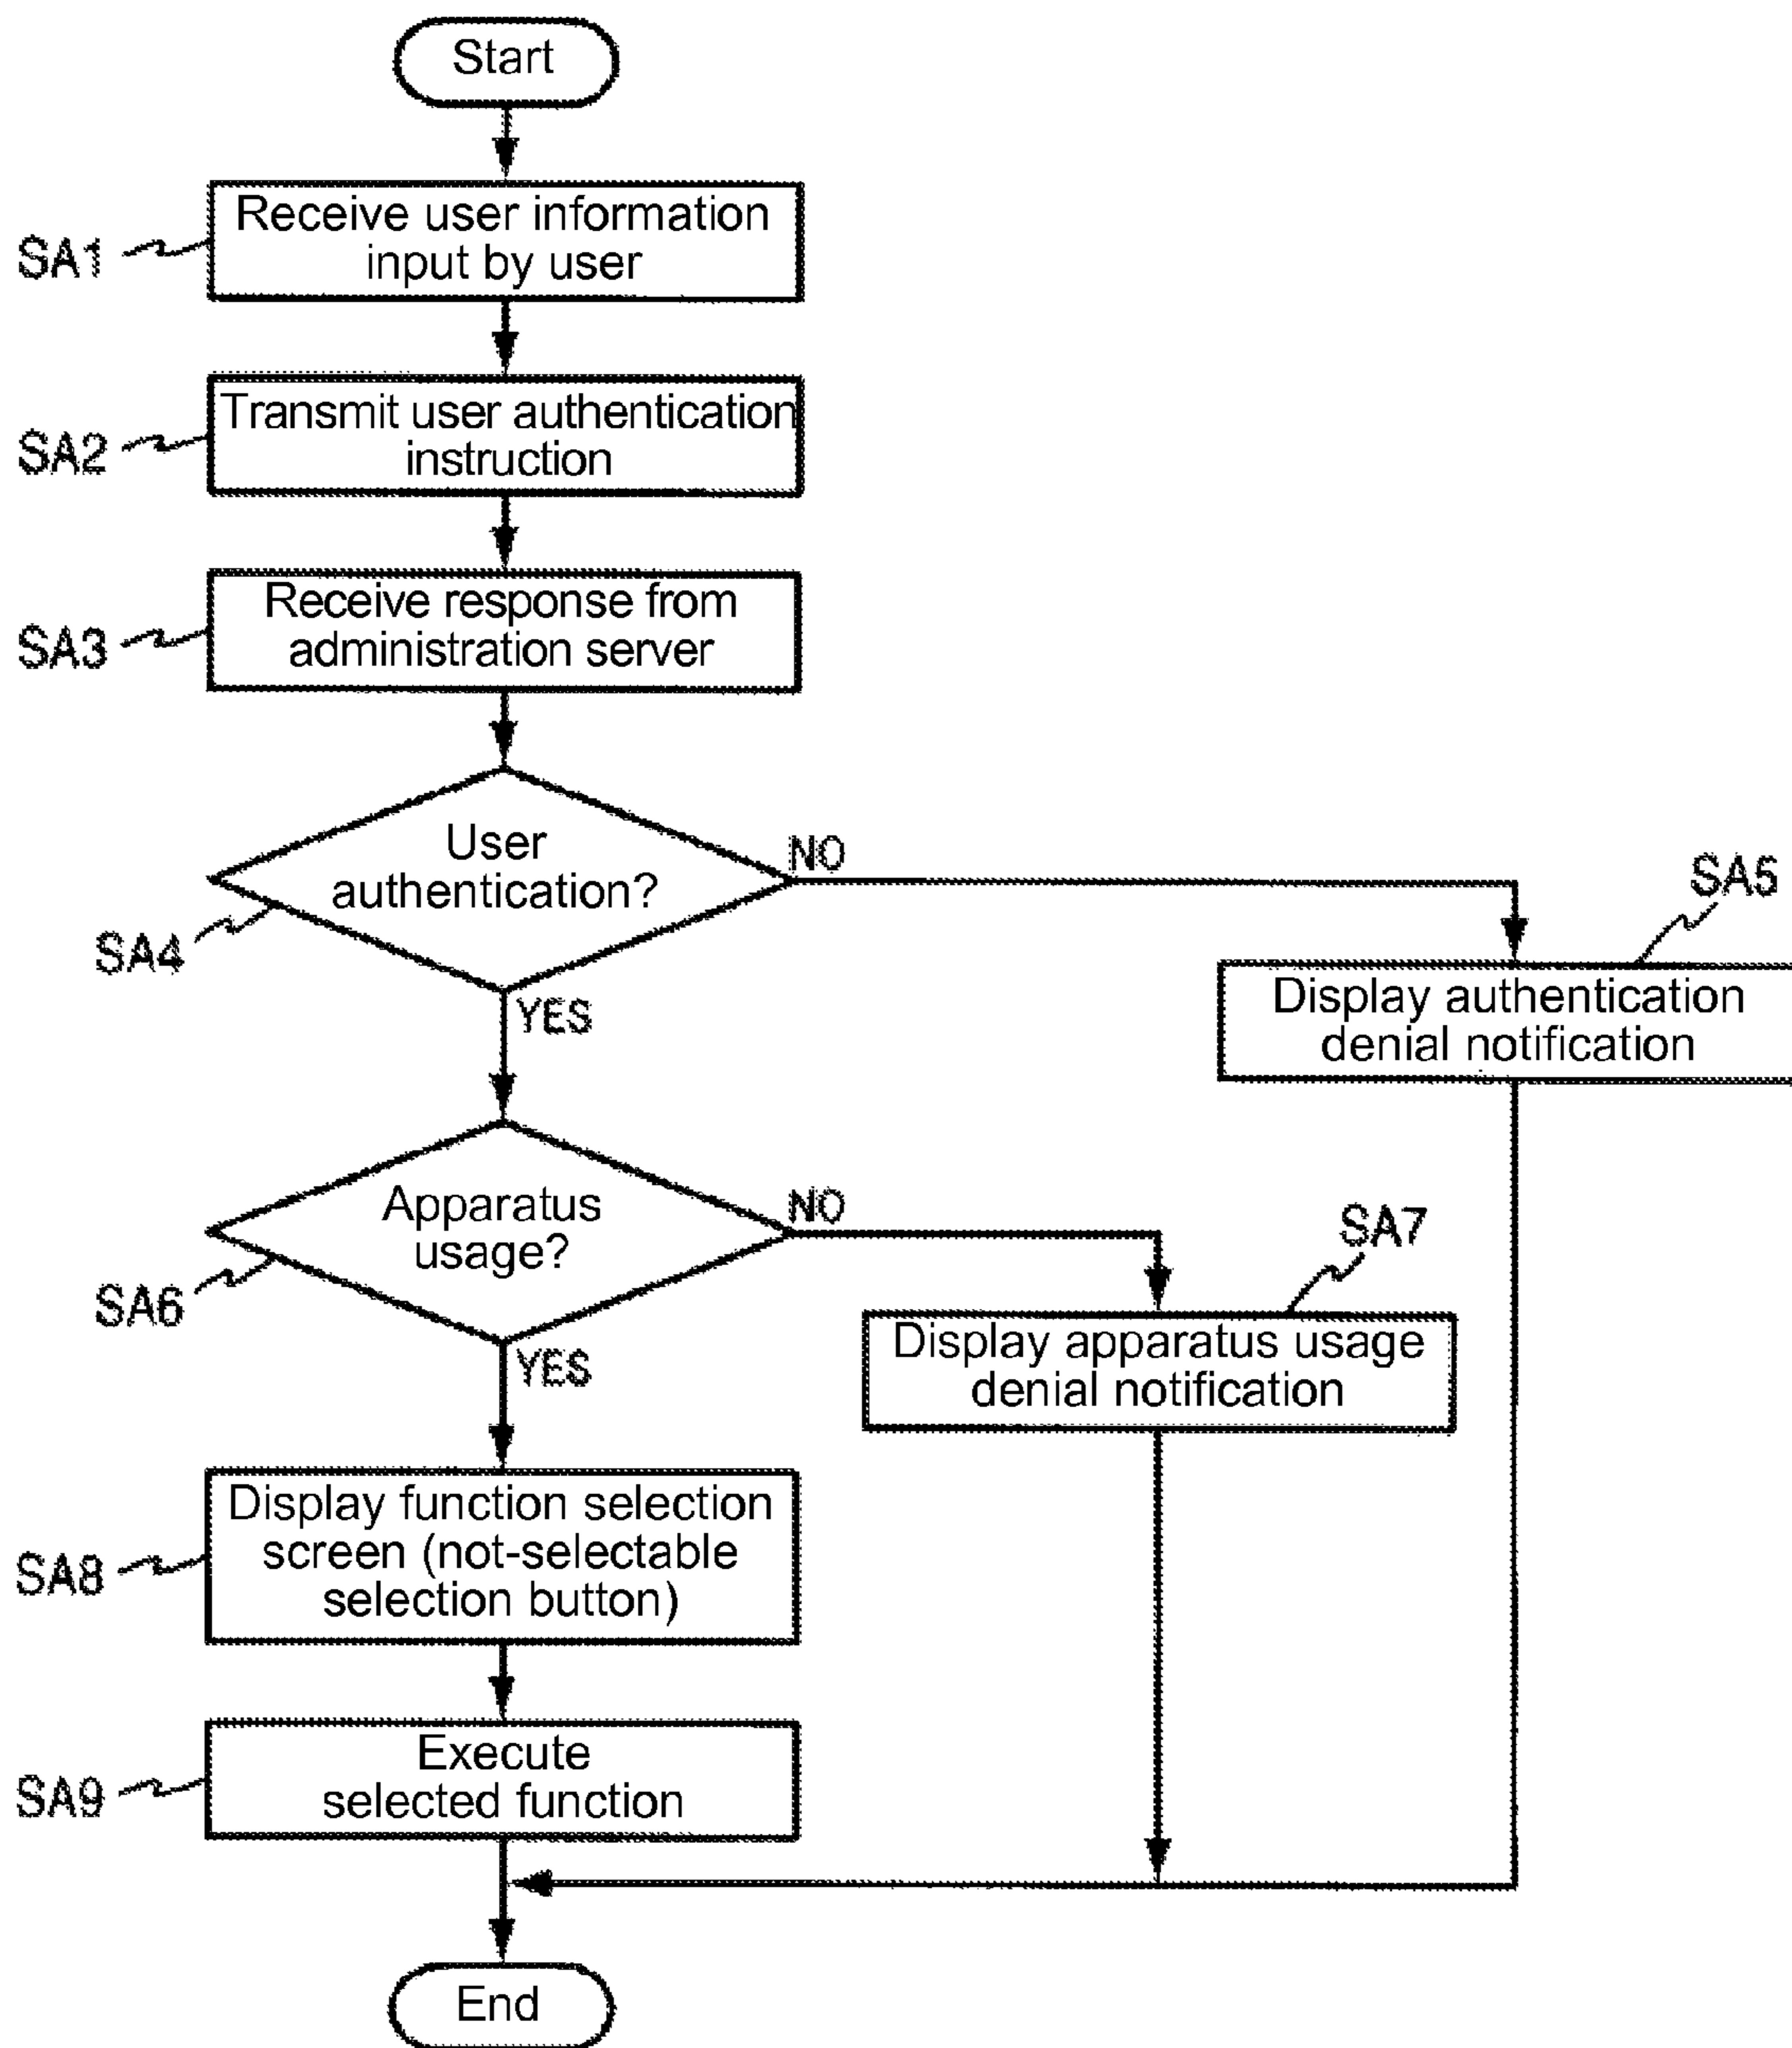 Start
Receive user information
input by user
SA1
Transmit user authentication
instruction
SA2
Receive response from
administration server
SA3
User
authentication?
NO
SA4
YES
SA5
Display authentication
denial notification
Apparatus
usage?
NO
SA6
YES
SA7
Display apparatus usage
denial notification
Display function selection
screen (not-selectable
selection button)
SA8
Execute
selected function
SA9
End